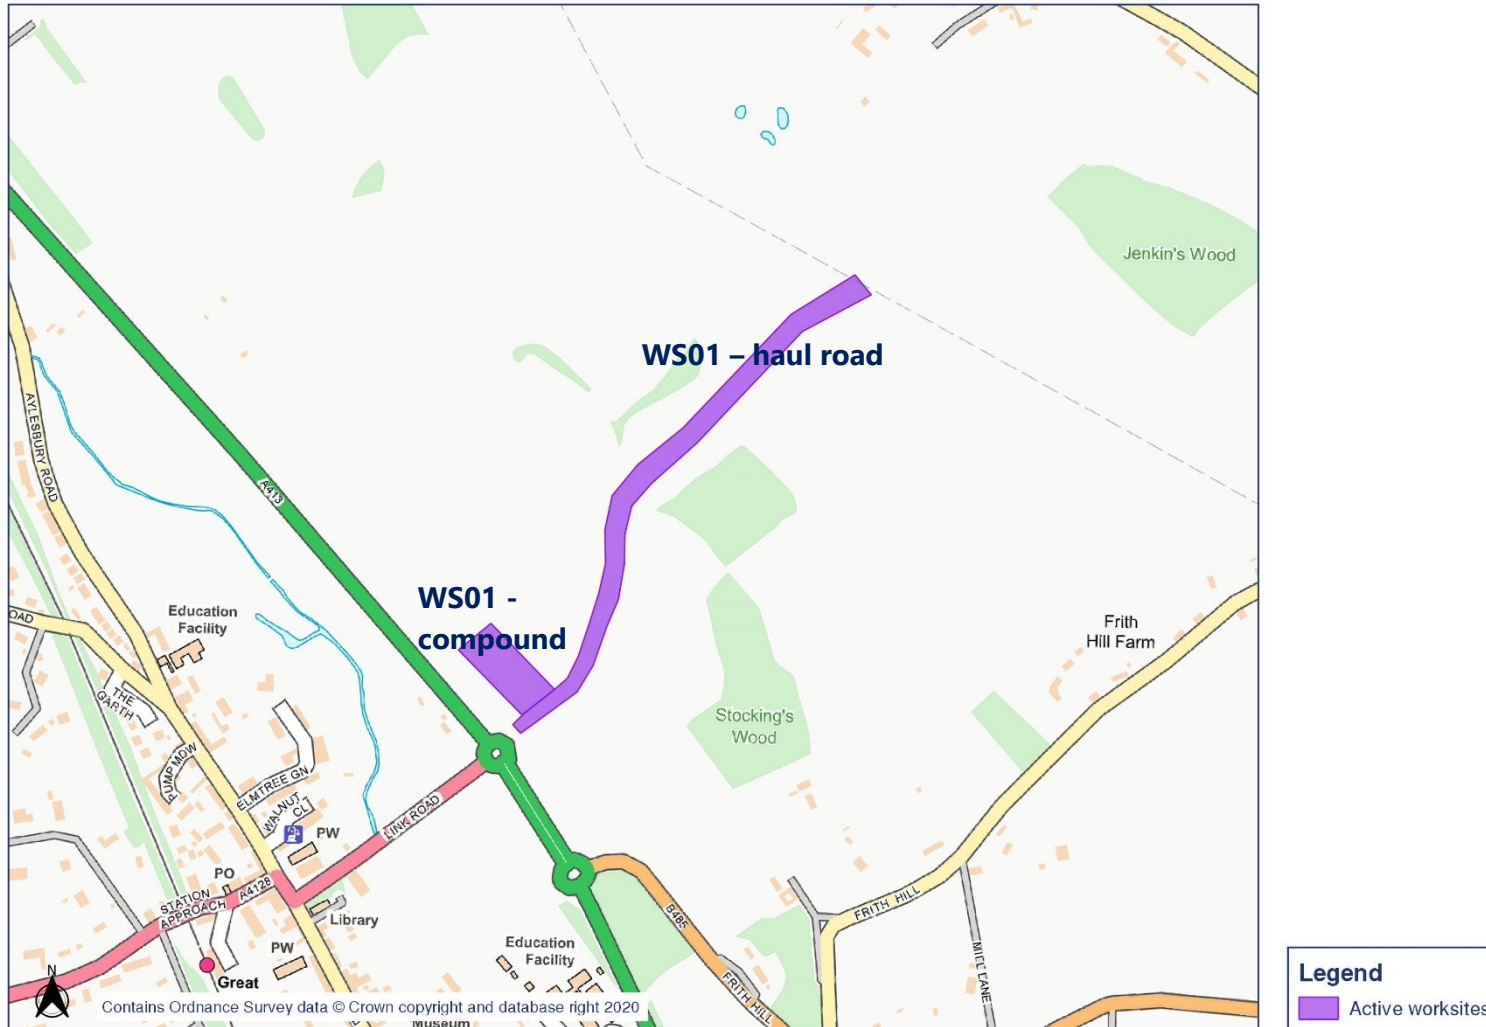 Jenkin's Wood
WS01 – haul road
AYLESBURY ROAD
A413
WS01 -
compound
Education
Facility
OAD
Frith
Hill Farm
THE
GARTH
Stocking's
Wood
PUMP MDW
ELMTREE GN
WALNUT
CL
PW
LINK ROAD
PO
STATION
APPROACH
A4128
Library
B485
FRITH HILL
PW
Education
Facility
MILL LANE
Great
FRITH HILL
N
Contains Ordnance Survey data © Crown copyright and database right 2020
Museum
Legend
Active worksites